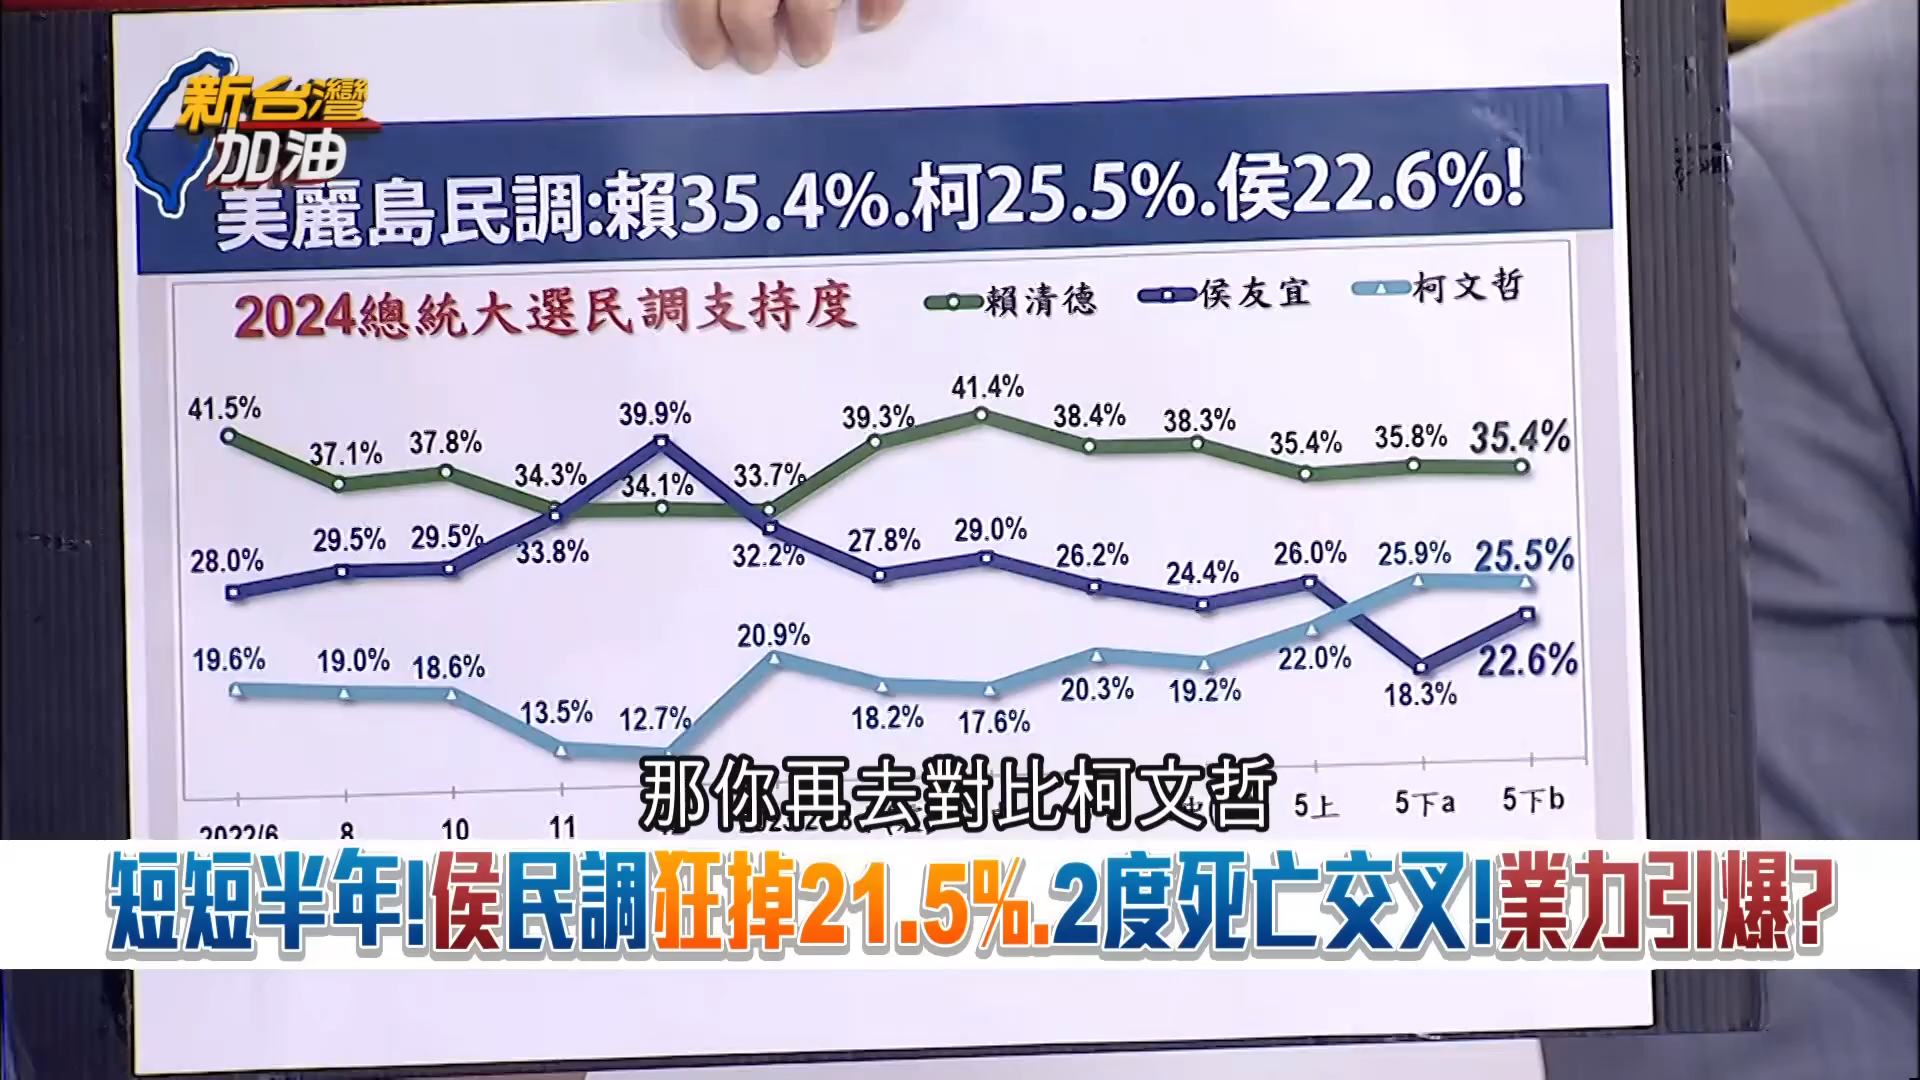 新台灣
加油
美麗島民調:賴35.4%.柯25.5%.侯22.6%!
2024總統大選民調支持度
賴清德 侯友宜 柯文哲
41.5% 37.1% 37.8% 34.3% 34.1% 33.7% 39.3% 41.4% 38.4% 38.3% 35.4% 35.8% 35.4%
28.0% 29.5% 29.5% 33.8% 39.9% 32.2% 27.8% 29.0% 26.2% 24.4% 26.0% 18.3% 22.6%
19.6% 19.0% 18.6% 13.5% 12.7% 20.9% 18.2% 17.6% 20.3% 19.2% 22.0% 25.9% 25.5%
2022/6 8 10 11 5上 5下a 5下b
那你再去對比柯文哲
短短半年!侯民調狂掉21.5%.2度死亡交叉!業力引爆?